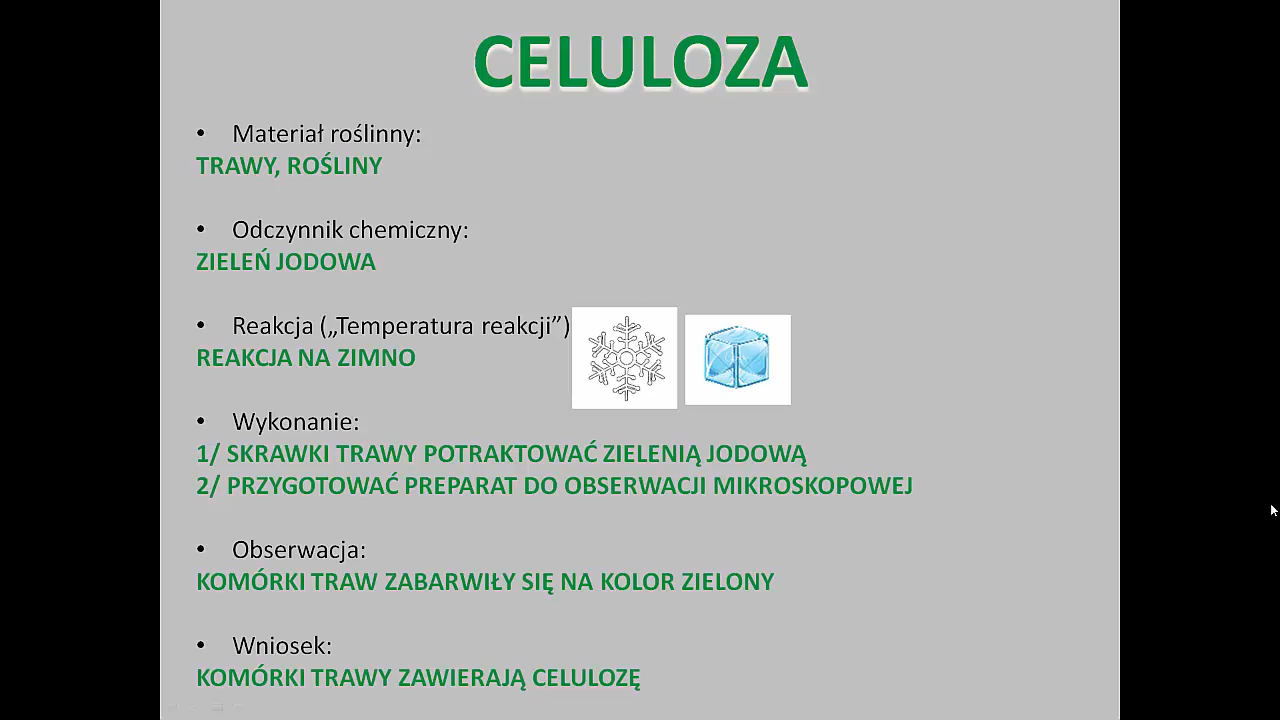 CELULOZA
• Materiał roślinny:
TRAWY, ROŚLINY
• Odczynnik chemiczny:
ZIELEŃ JODOWA
• Reakcja („Temperatura reakcji”)
REAKCJA NA ZIMNO
• Wykonanie:
1/ SKRAWKI TRAWY POTRAKTOWAĆ ZIELENIĄ JODOWĄ
2/ PRZYGOTOWAĆ PREPARAT DO OBSERWACJI MIKROSKOPOWEJ
• Obserwacja:
KOMÓRKI TRAW ZABARWIŁY SIĘ NA KOLOR ZIELONY
• Wniosek:
KOMÓRKI TRAWY ZAWIERAJĄ CELULOZĘ